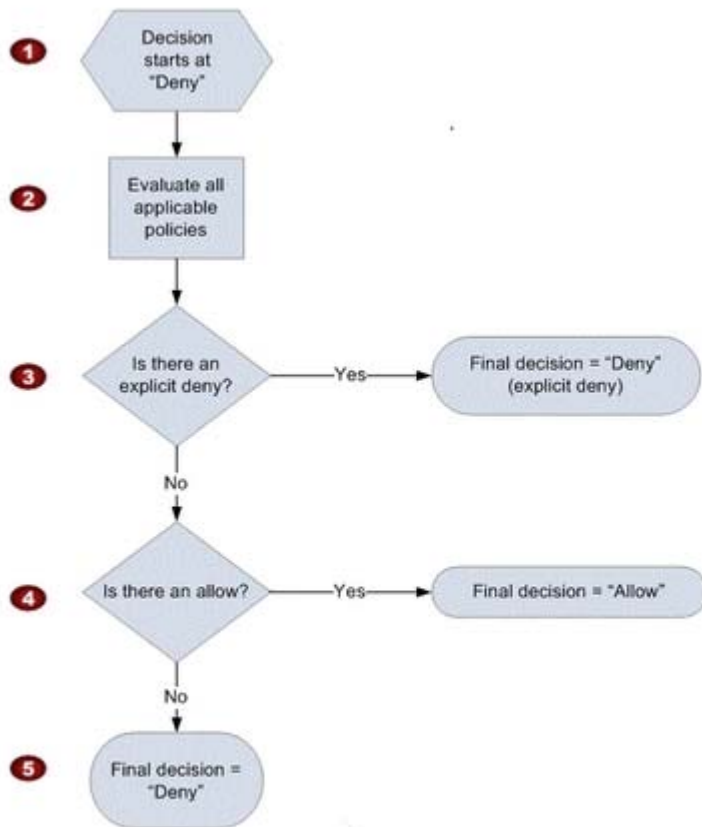 1
Decision
starts at
“Deny”
2
Evaluate all
applicable
policies
3
Is there an
explicit deny?
Yes
Final decision = “Deny”
(explicit deny)
No
4
Is there an allow?
Yes
Final decision = “Allow”
No
5
Final decision =
“Deny”